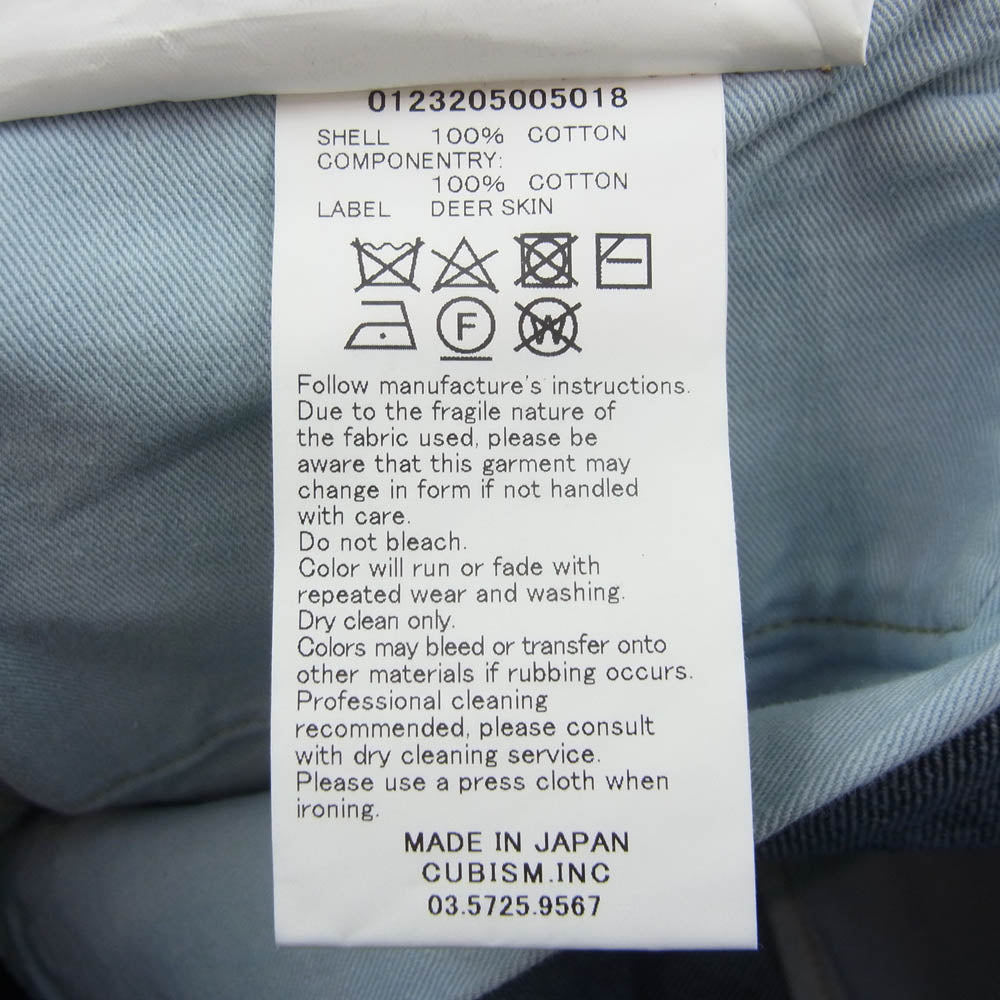 0123205005018
SHELL 100% COTTON
COMPONENTRY:
100% COTTON
LABEL DEER SKIN
F W
Follow manufacture's instructions.
Due to the fragile nature of
the fabric used, please be
aware that this garment may
change in form if not handled
with care.
Do not bleach.
Color will run or fade with
repeated wear and washing.
Dry clean only.
Colors may bleed or transfer onto
other materials if rubbing occurs.
Professional cleaning
recommended, please consult
with dry cleaning service.
Please use a press cloth when
ironing.
MADE IN JAPAN
CUBISM.INC
03.5725.9567